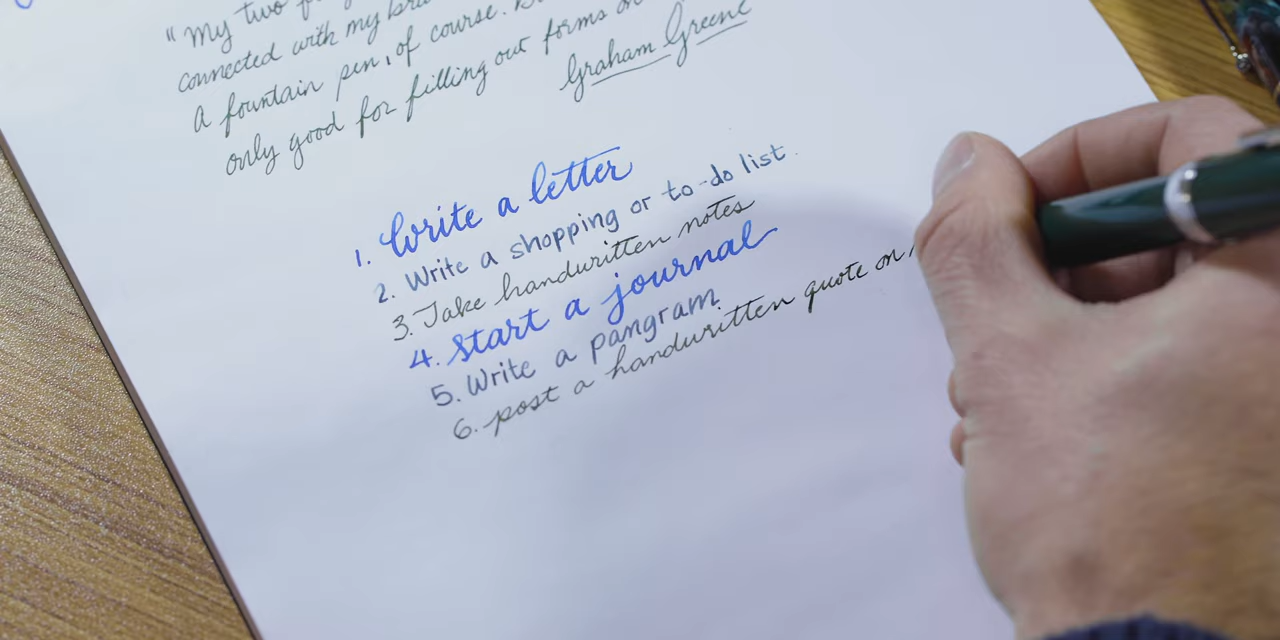 "My two
connected with my
A fountain pen, of course.
only good for filling out forms on
Graham Greene
1. Write a letter
2. Write a shopping or to-do list.
3. Take handwritten notes
4. Start a journal
5. Write a pangram.
6. post a handwritten quote on